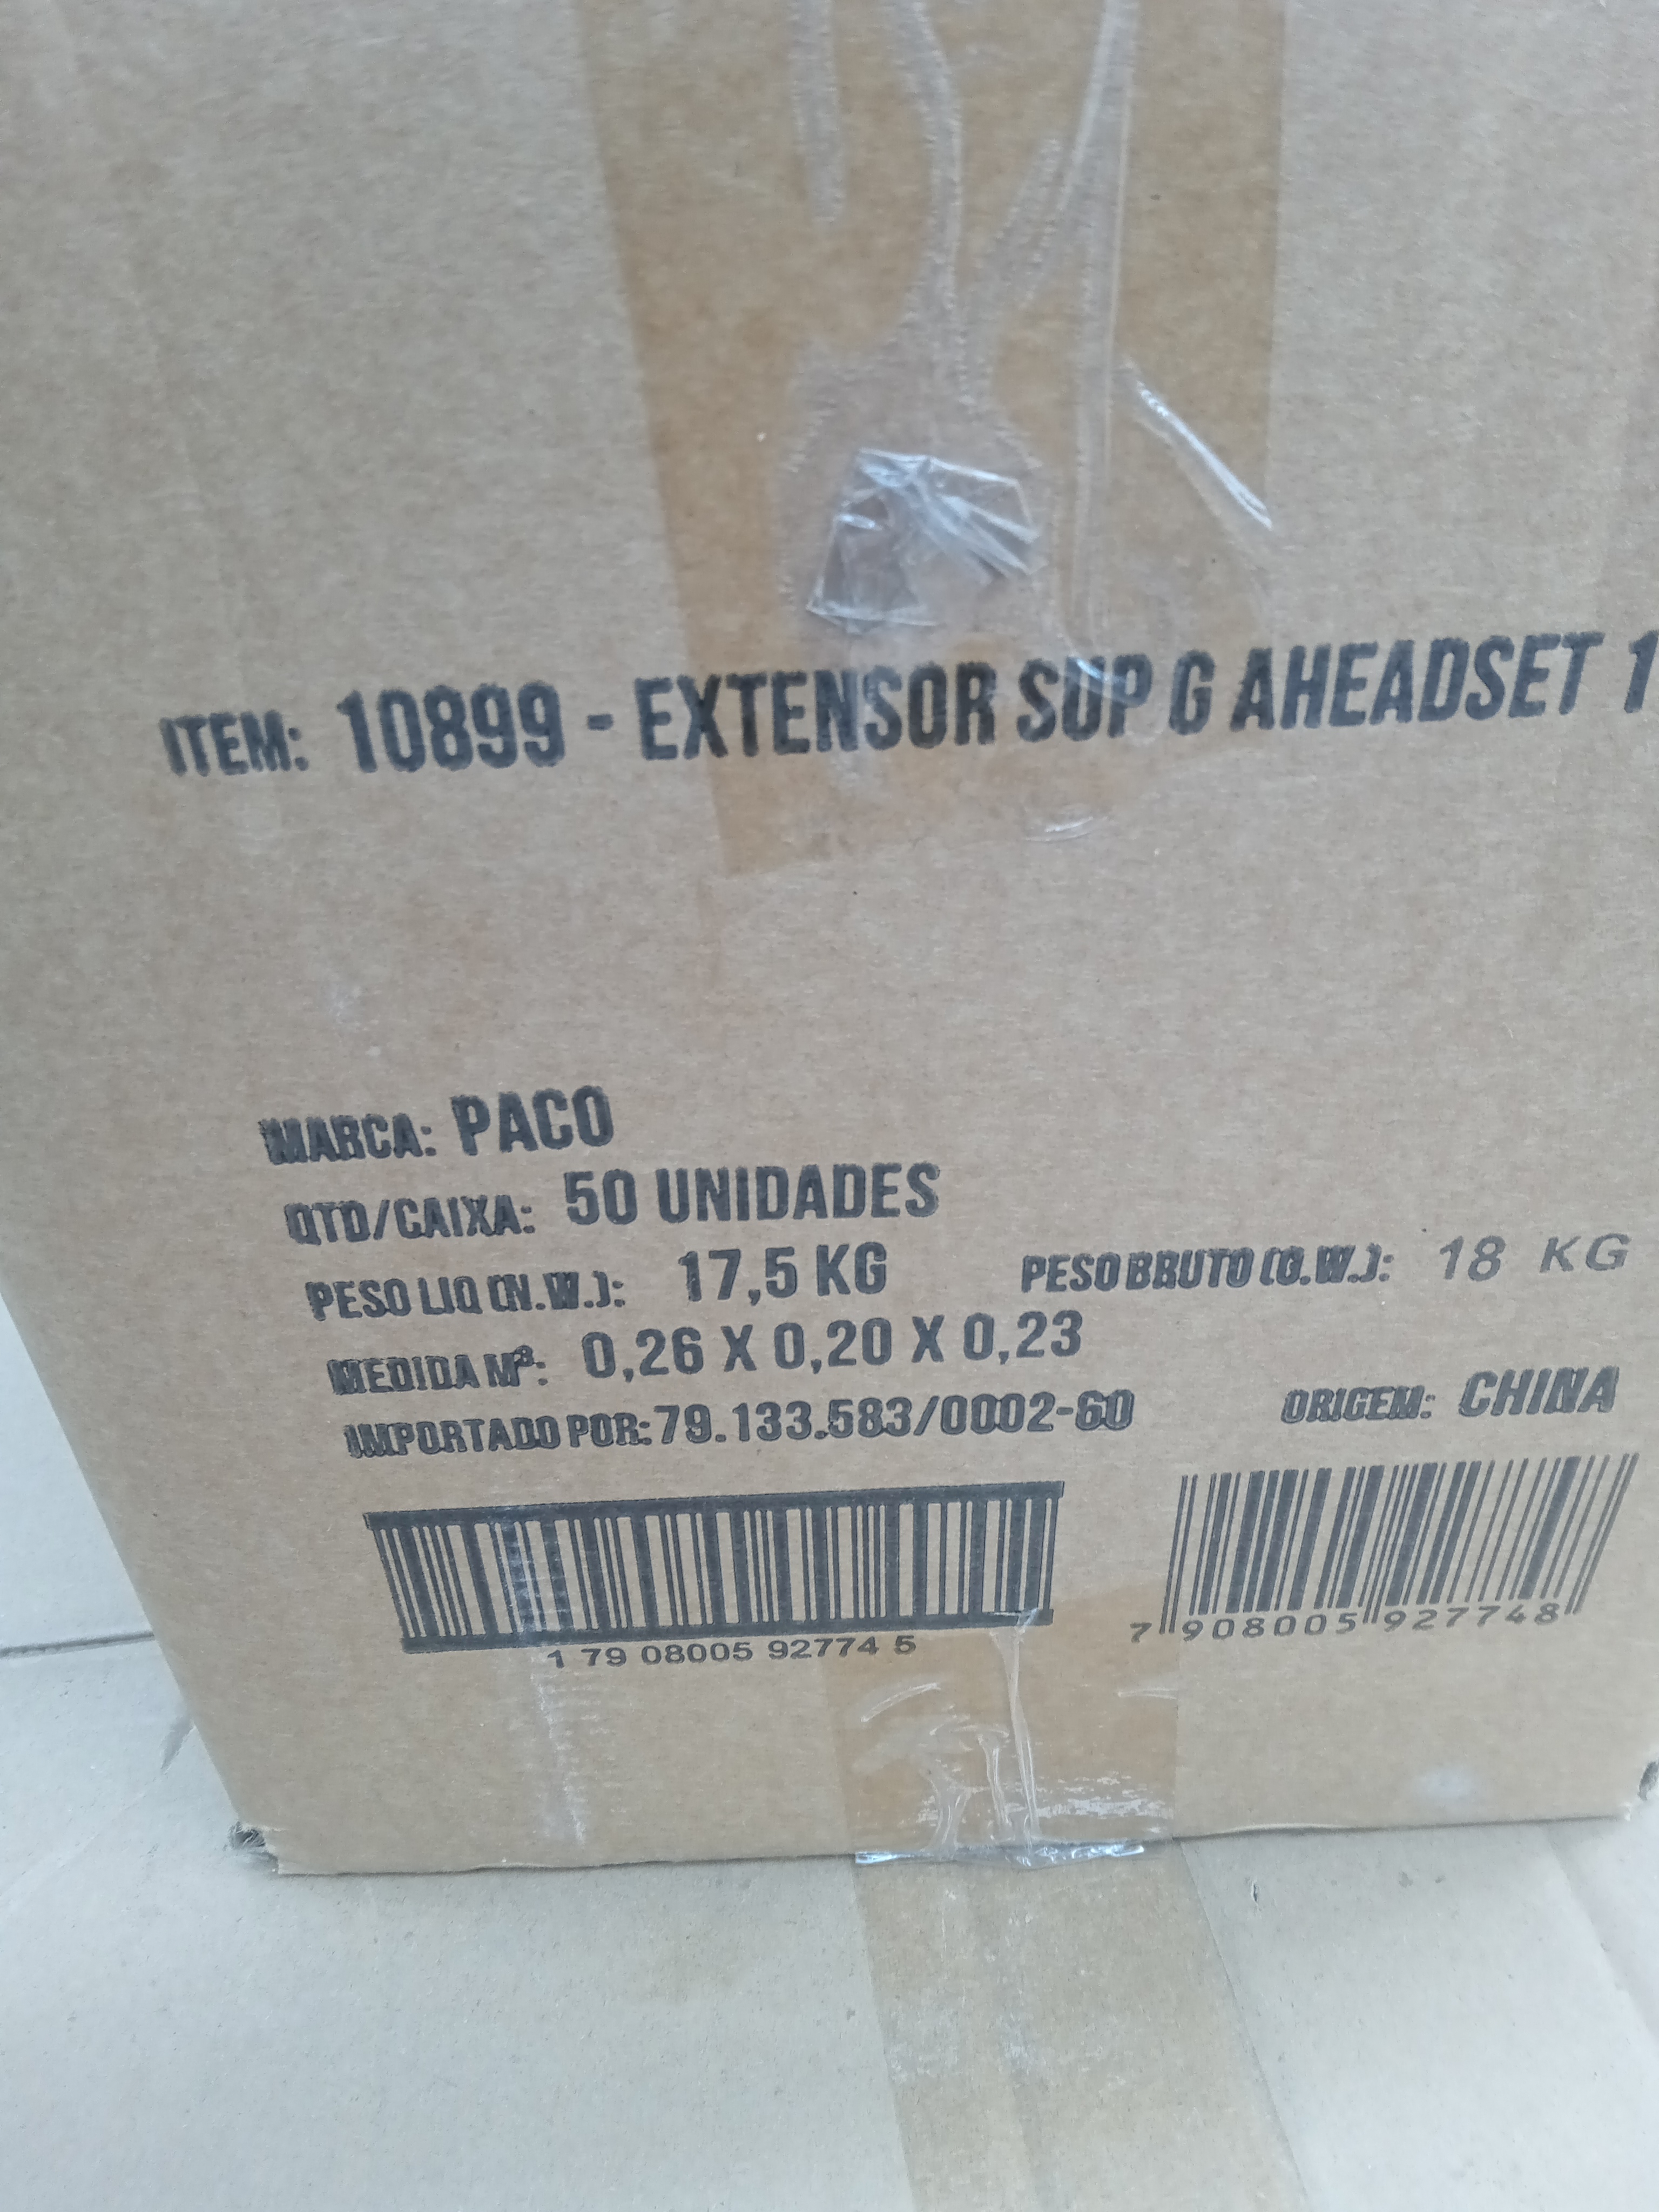 ITEM: 10899 - EXTENSOR SUP G AHEADSET 1
MARCA: PACO
QTD/CAIXA: 50 UNIDADES
PESO LIQ (N.W.): 17,5 KG PESO BRUTO (G.W.): 18 KG
MEDIDA M³: 0,26 X 0,20 X 0,23
IMPORTADO POR: 79.133.583/0002-60 ORIGEM: CHINA
1 79 08005 92774 5 7 908005 927748